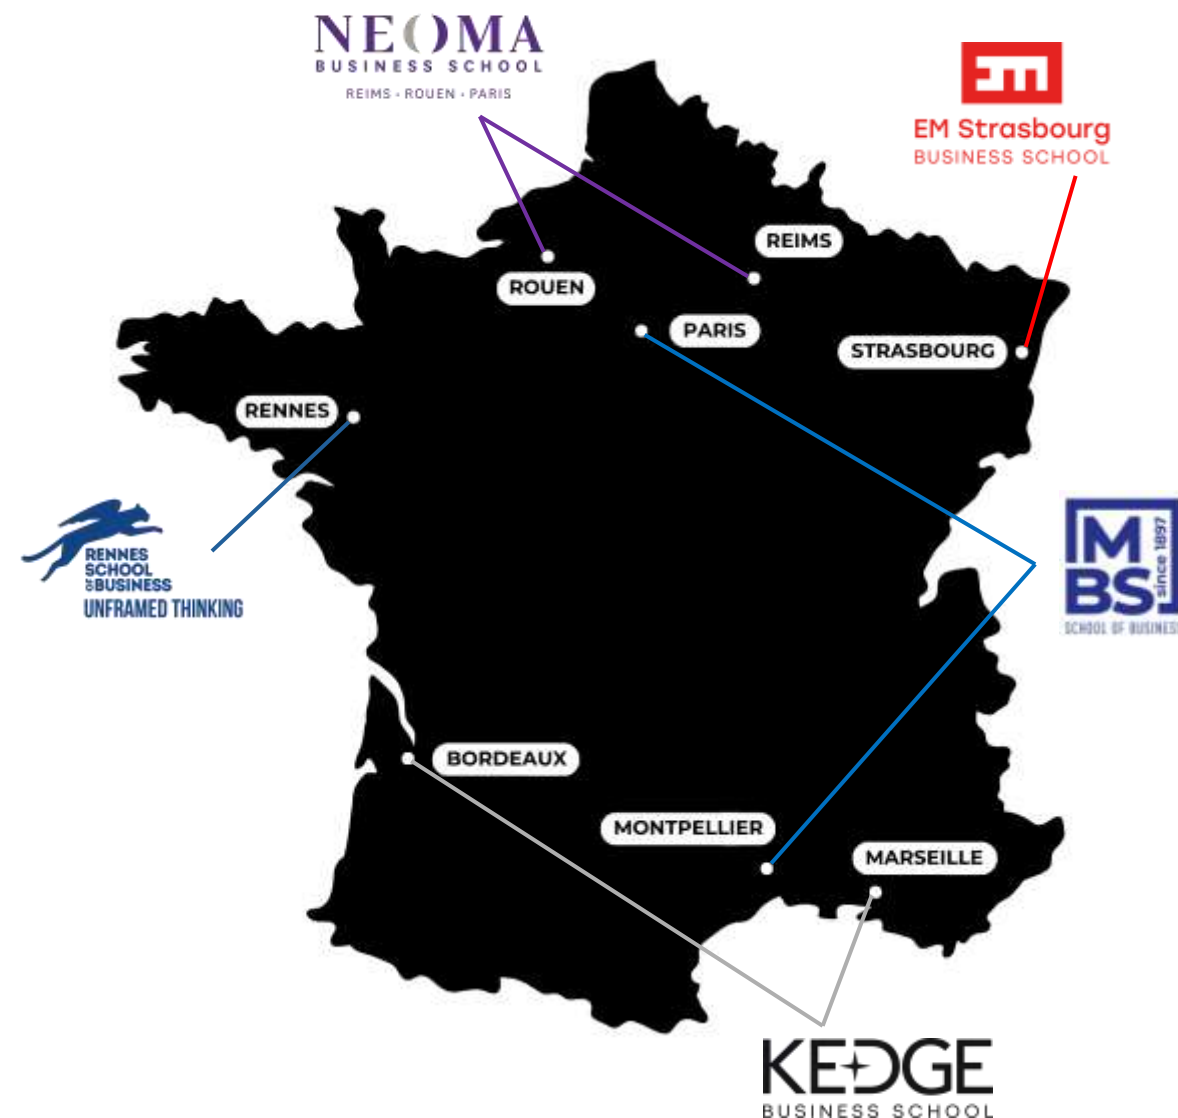 NEOMA
BUSINESS SCHOOL
REIMS · ROUEN · PARIS
EM
EM Strasbourg
BUSINESS SCHOOL
REIMS
ROUEN
PARIS
STRASBOURG
RENNES
RENNES
SCHOOL
OF BUSINESS
UNFRAMED THINKING
MBS since 1897
SCHOOL OF BUSINESS
BORDEAUX
MONTPELLIER
MARSEILLE
KEDGE
BUSINESS SCHOOL